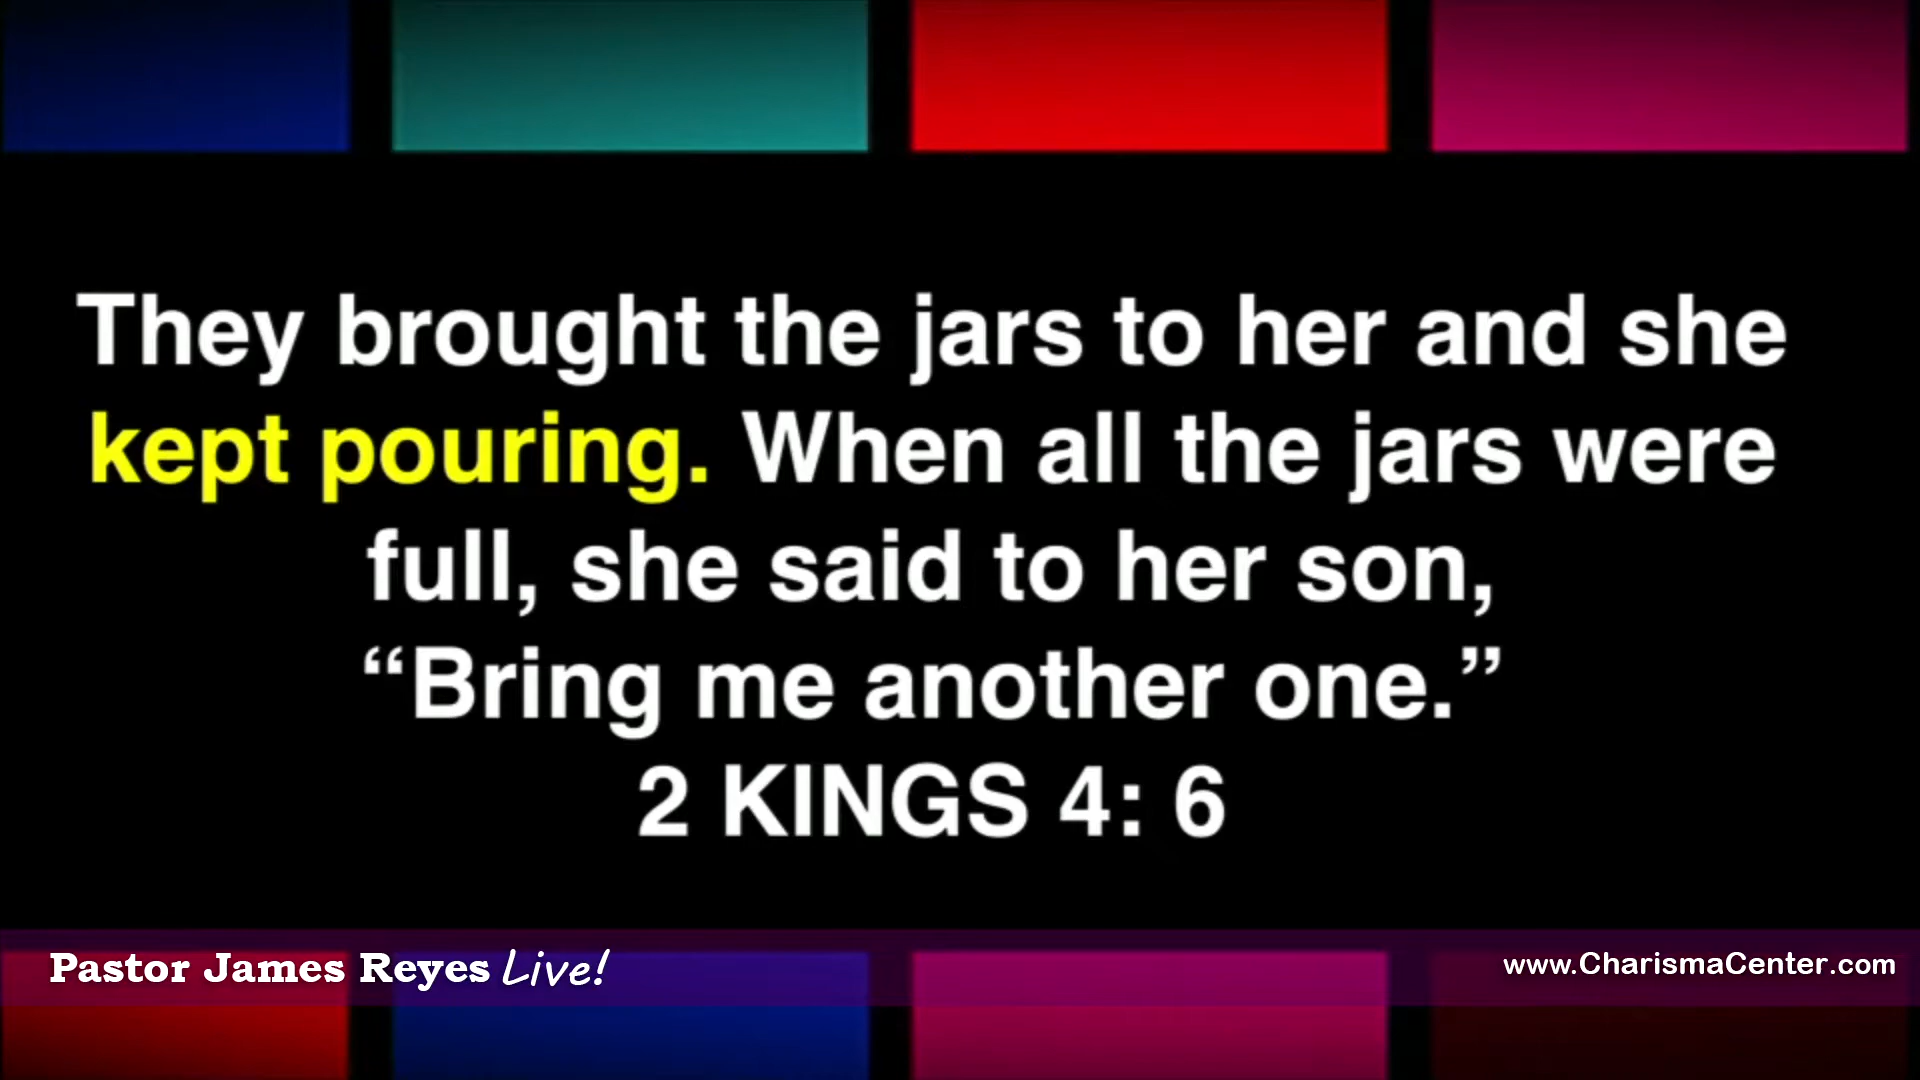 They brought the jars to her and she
kept pouring. When all the jars were
full, she said to her son,
“Bring me another one.”
2 KINGS 4: 6
Pastor James Reyes Live!
www.CharismaCenter.com